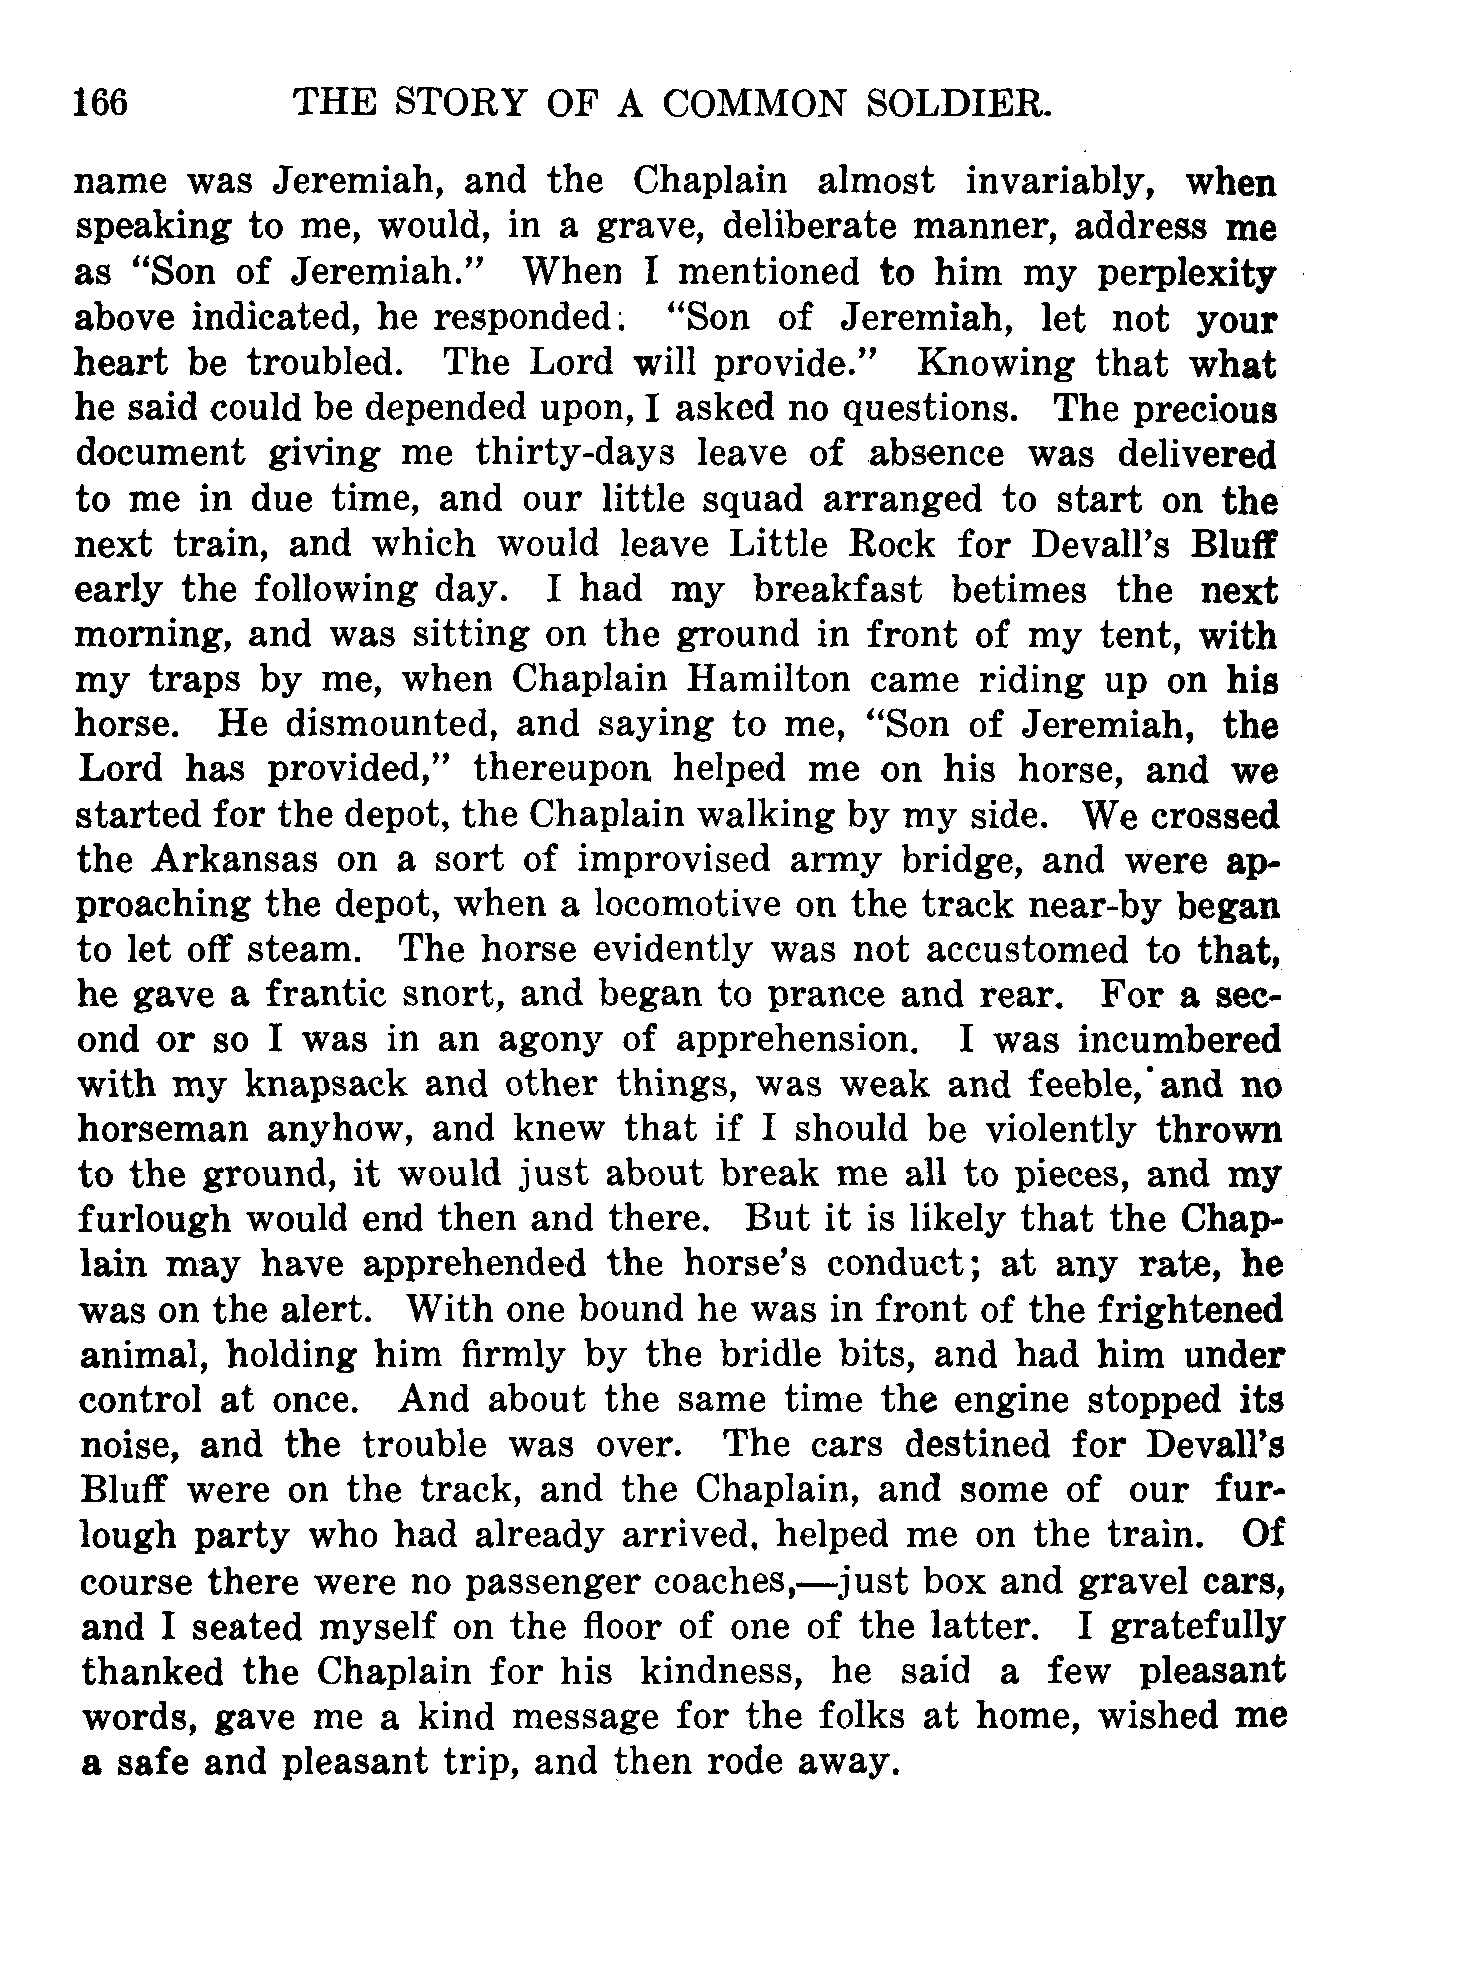 166 THE STORY OF A COMMON SOLDIER.
name was Jeremiah, and the Chaplain almost invariably, when
speaking to me, would, in a grave, deliberate manner, address me
as “Son of Jeremiah.” When I mentioned to him my perplexity
above indicated, he responded: “Son of Jeremiah, let not your
heart be troubled. The Lord will provide.” Knowing that what
he said could be depended upon, I asked no questions. The precious
document giving me thirty-days leave of absence was delivered
to me in due time, and our little squad arranged to start on the
next train, and which would leave Little Rock for Devall’s Bluff
early the following day. I had my breakfast betimes the next
morning, and was sitting on the ground in front of my tent, with
my traps by me, when Chaplain Hamilton came riding up on his
horse. He dismounted, and saying to me, “Son of Jeremiah, the
Lord has provided,” thereupon helped me on his horse, and we
started for the depot, the Chaplain walking by my side. We crossed
the Arkansas on a sort of improvised army bridge, and were ap-
proaching the depot, when a locomotive on the track near-by began
to let off steam. The horse evidently was not accustomed to that,
he gave a frantic snort, and began to prance and rear. For a sec-
ond or so I was in an agony of apprehension. I was incumbered
with my knapsack and other things, was weak and feeble, and no
horseman anyhow, and knew that if I should be violently thrown
to the ground, it would just about break me all to pieces, and my
furlough would end then and there. But it is likely that the Chap-
lain may have apprehended the horse’s conduct; at any rate, he
was on the alert. With one bound he was in front of the frightened
animal, holding him firmly by the bridle bits, and had him under
control at once. And about the same time the engine stopped its
noise, and the trouble was over. The cars destined for Devall’s
Bluff were on the track, and the Chaplain, and some of our fur-
lough party who had already arrived, helped me on the train. Of
course there were no passenger coaches,—just box and gravel cars,
and I seated myself on the floor of one of the latter. I gratefully
thanked the Chaplain for his kindness, he said a few pleasant
words, gave me a kind message for the folks at home, wished me
a safe and pleasant trip, and then rode away.